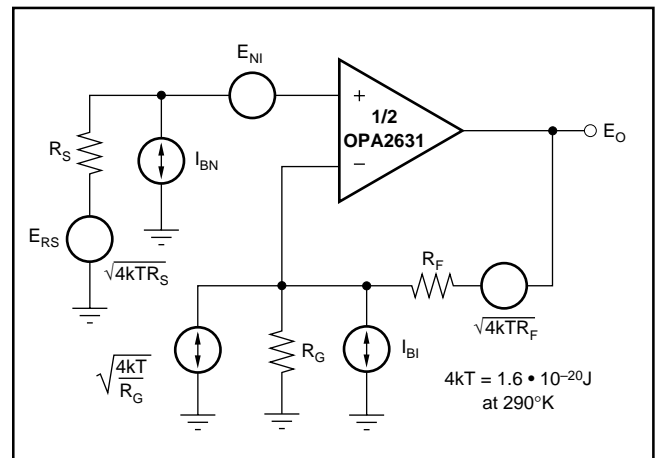 E_NI
+
1/2
OPA2631
−
E_O
R_S
I_BN
E_RS
√4kTR_S
R_F
√4kTR_F
√4kT/R_G
R_G
I_BI
4kT = 1.6 • 10^–20J
at 290°K